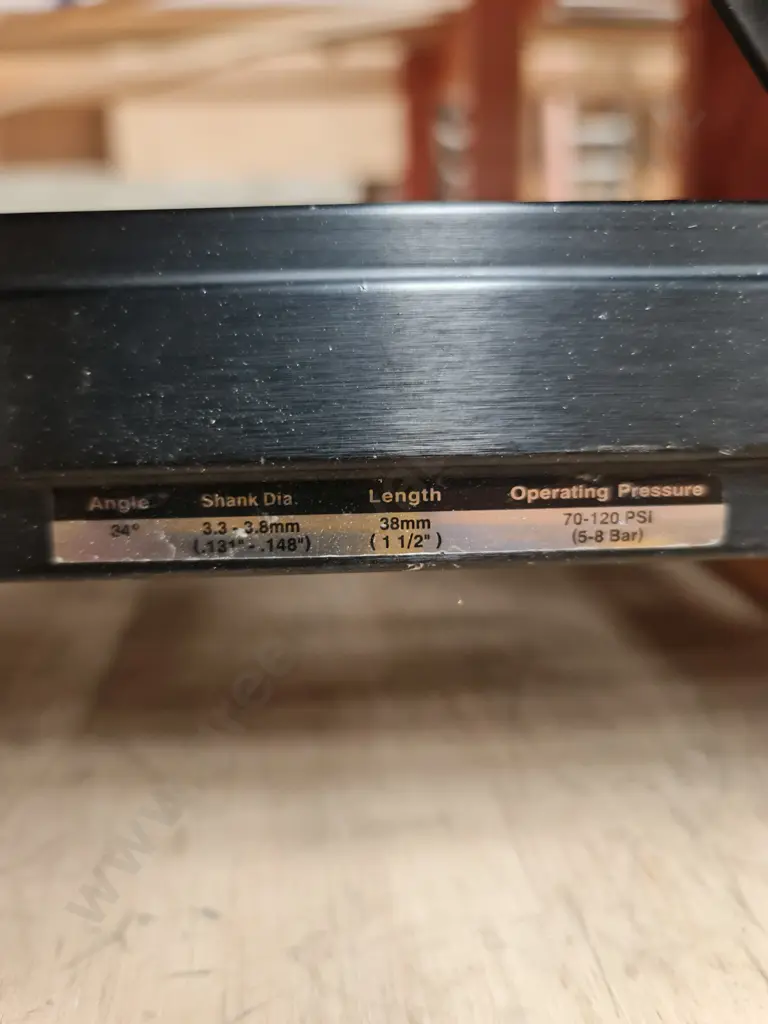 Angle Shank Dia. Length Operating Pressure
34° 3.3 - 3.8mm 38mm 70-120 PSI
(.131" - .148") ( 1 1/2" ) (5-8 Bar)